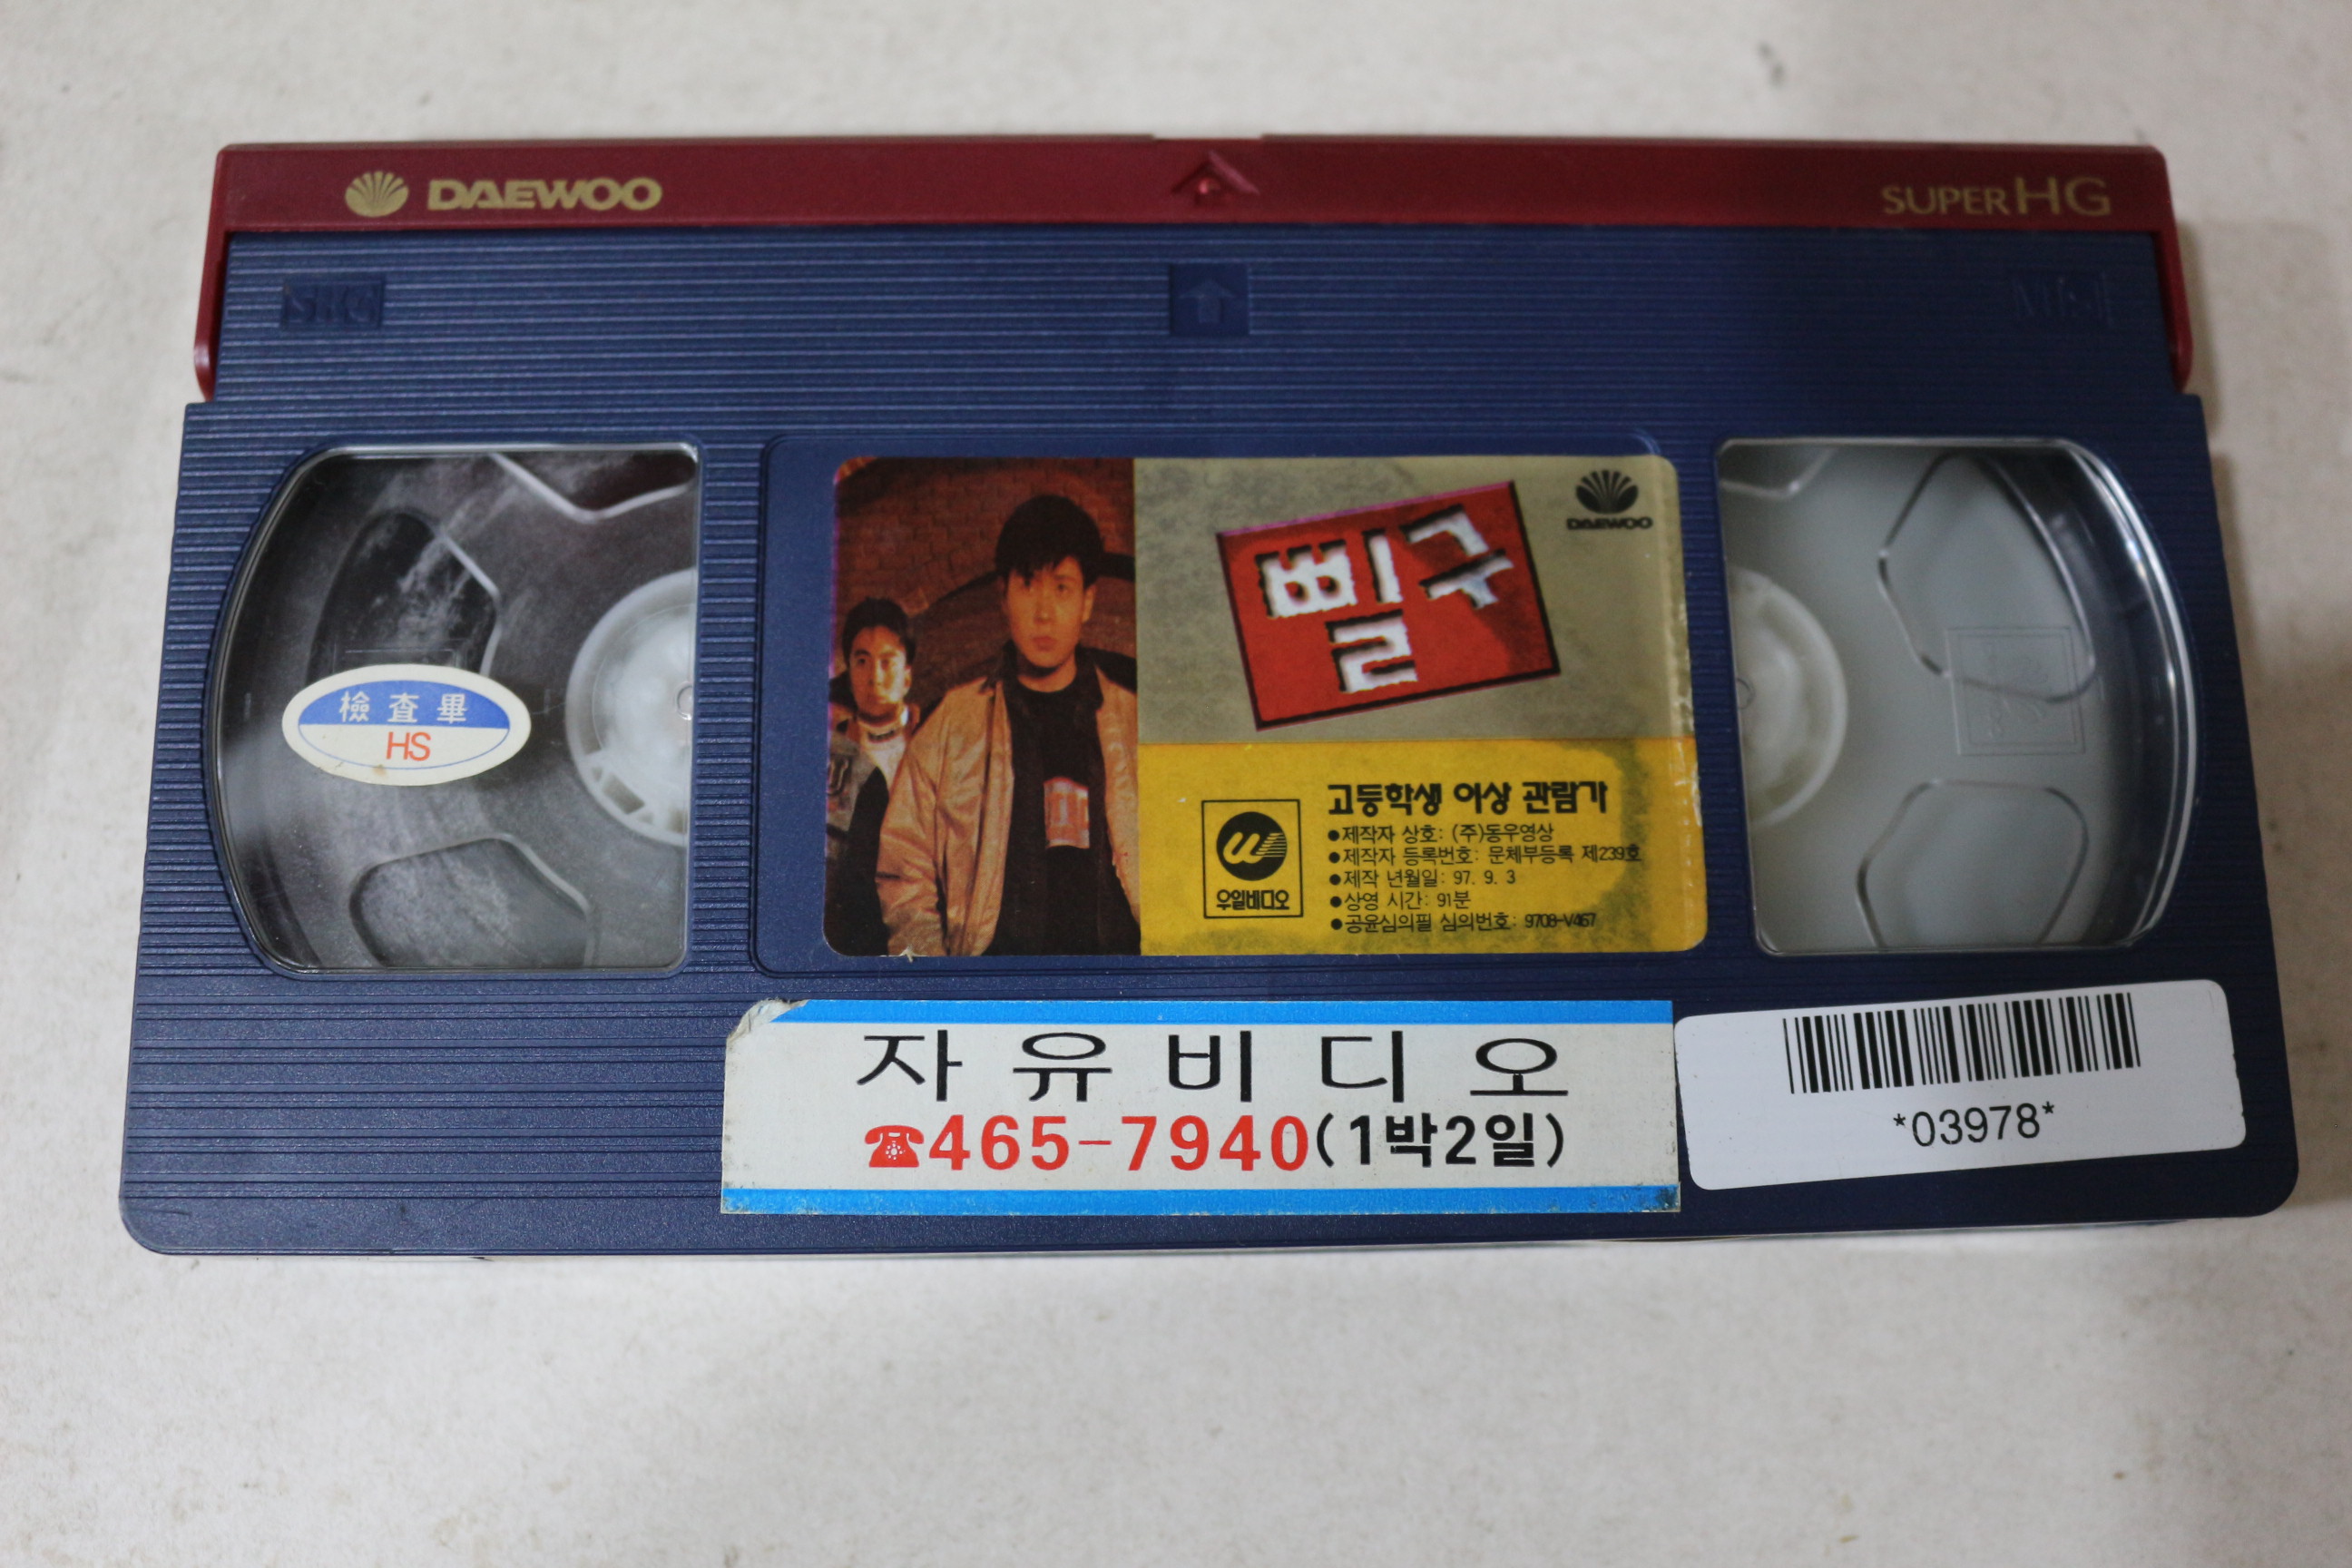 DAEWOO
SUPER HG
檢査畢
HS
삘구
DAEWOO
고등학생 이상 관람가
●제작자 상호: (주)동우영상
●제작자 등록번호: 문체부등록 제239호
●제작 년월일: 97. 9. 3
●상영 시간: 91분
●공윤심의필 심의번호: 9708-V467
우일비디오
자유비디오
☎465-7940(1박2일)
*03978*